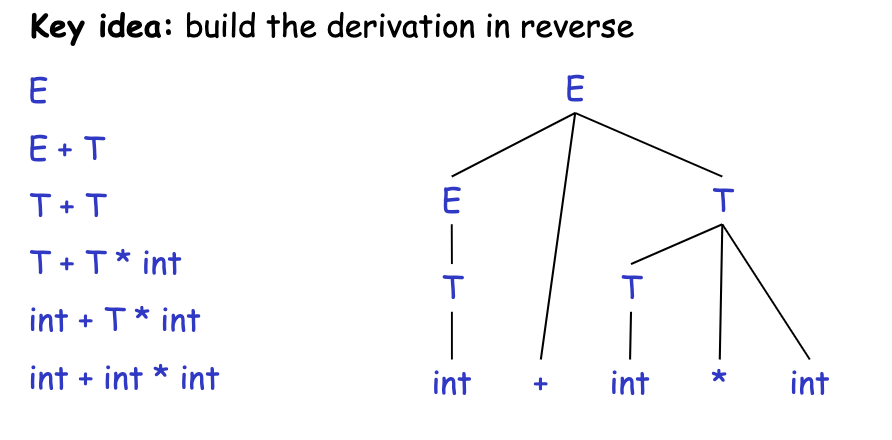 Key idea: build the derivation in reverse
E
E + T
T + T
T + T * int
int + T * int
int + int * int
E
E T
T T
int + int * int